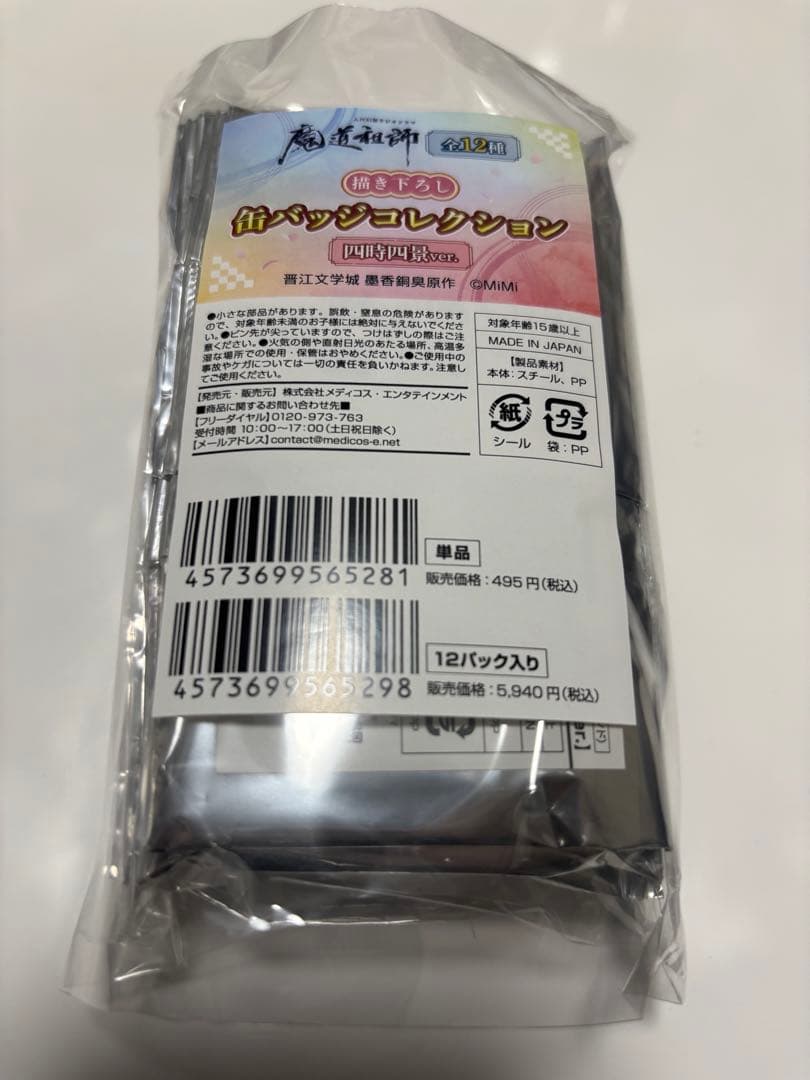 魔道祖師
全12種
描き下ろし
缶バッジコレクション
四時四景ver.
晋江文学城 墨香銅臭原作 ©MiMi
●小さな部品があります。誤飲・窒息の危険があります
ので、対象年齢未満のお子様には絶対に与えないでくださ
い。●ピン先が尖っていますので、つけはずしの際はご注
意ください。●火気の側や直射日光のあたる場所、高温多
湿な場所での使用・保管はおやめください。●ご使用中の
事故やケガについては一切の責任を負いかねます。注意し
てご使用ください。
【発売元・販売元】株式会社メディコス・エンタテインメント
■商品に関するお問い合わせ先■
【フリーダイヤル】0120-973-763
受付時間 10:00~17:00(土日祝日除く)
【メールアドレス】contact@medicos-e.net
対象年齢15歳以上
MADE IN JAPAN
【製品素材】
本体:スチール、PP
紙
シール
プラ
袋:PP
4573699565281
単品
販売価格:495円(税込)
4573699565298
12パック入り
販売価格:5,940円(税込)